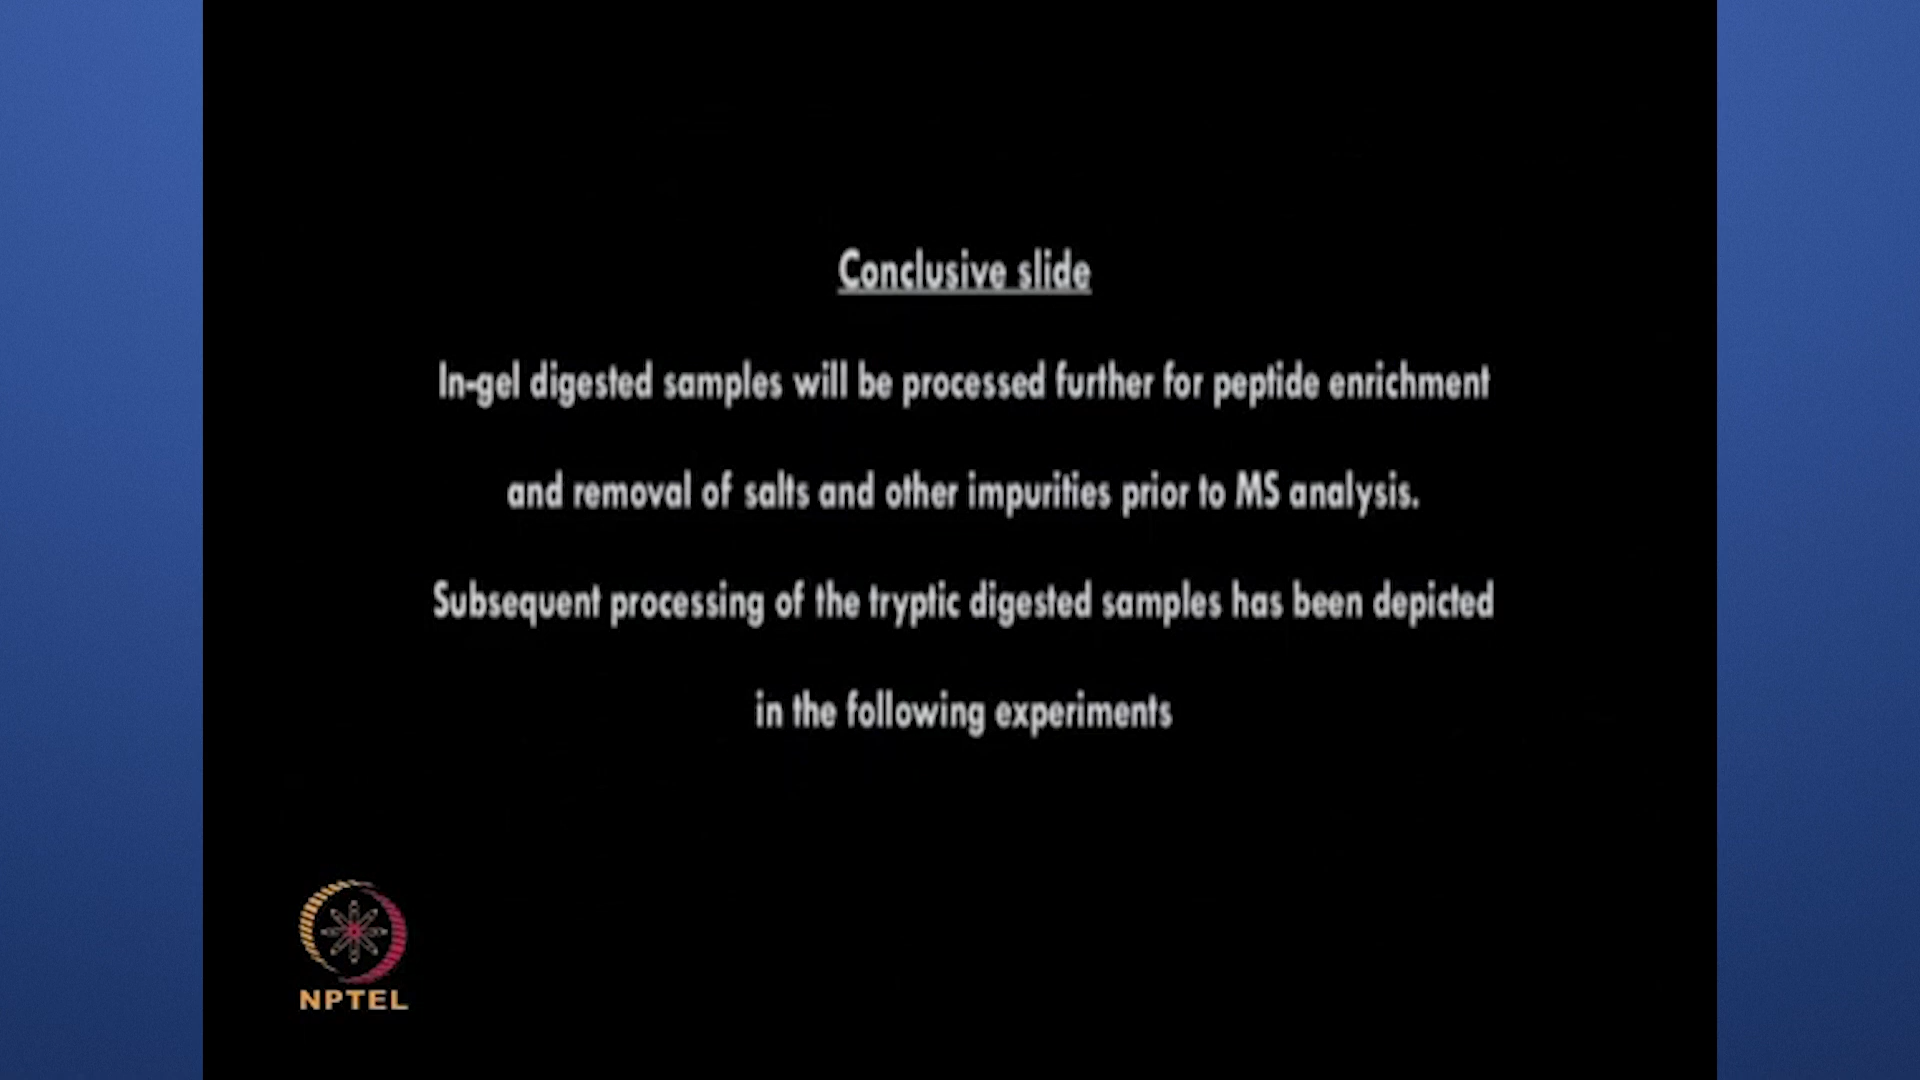 Conclusive slide
In-gel digested samples will be processed further for peptide enrichment
and removal of salts and other impurities prior to MS analysis.
Subsequent processing of the tryptic digested samples has been depicted
in the following experiments
NPTEL